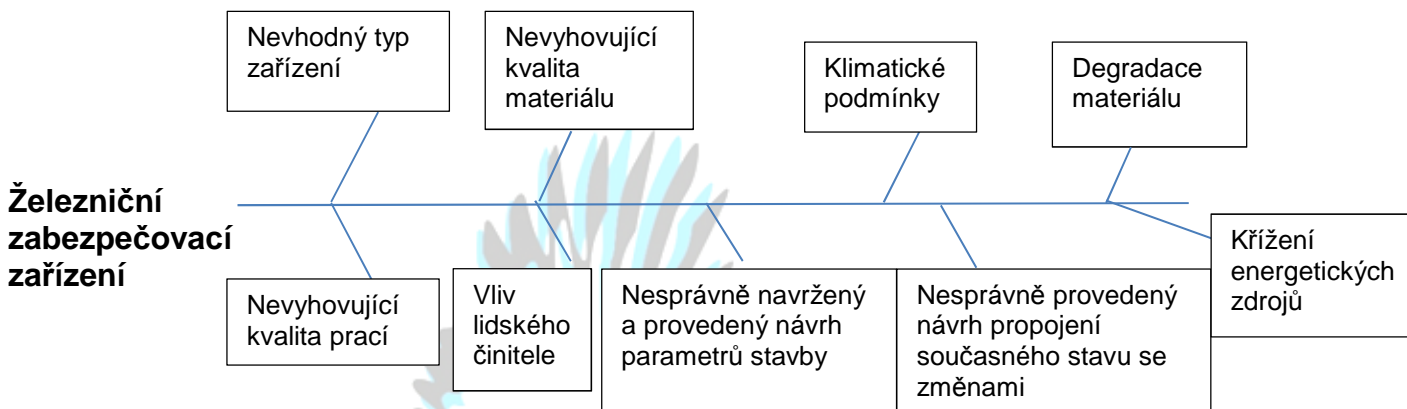 Nevhodný typ
zařízení
Nevyhovující
kvalita
materiálu
Klimatické
podmínky
Degradace
materiálu
Železniční
zabezpečovací
zařízení
Křížení
energetických
zdrojů
Nevyhovující
kvalita prací
Vliv
lidského
činitele
Nesprávně navržený
a provedený návrh
parametrů stavby
Nesprávně provedený
návrh propojení
současného stavu se
změnami